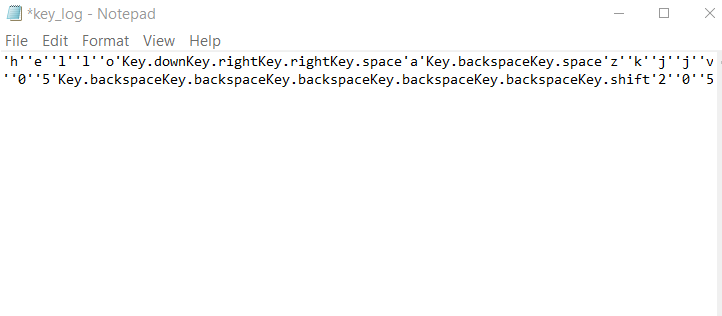 *key_log - Notepad
File Edit Format View Help
'h''e''l''l''o'Key.downKey.rightKey.rightKey.space'a'Key.backspaceKey.space'z''k''j''j''v
''0''5'Key.backspaceKey.backspaceKey.backspaceKey.backspaceKey.backspaceKey.shift'2''0''5